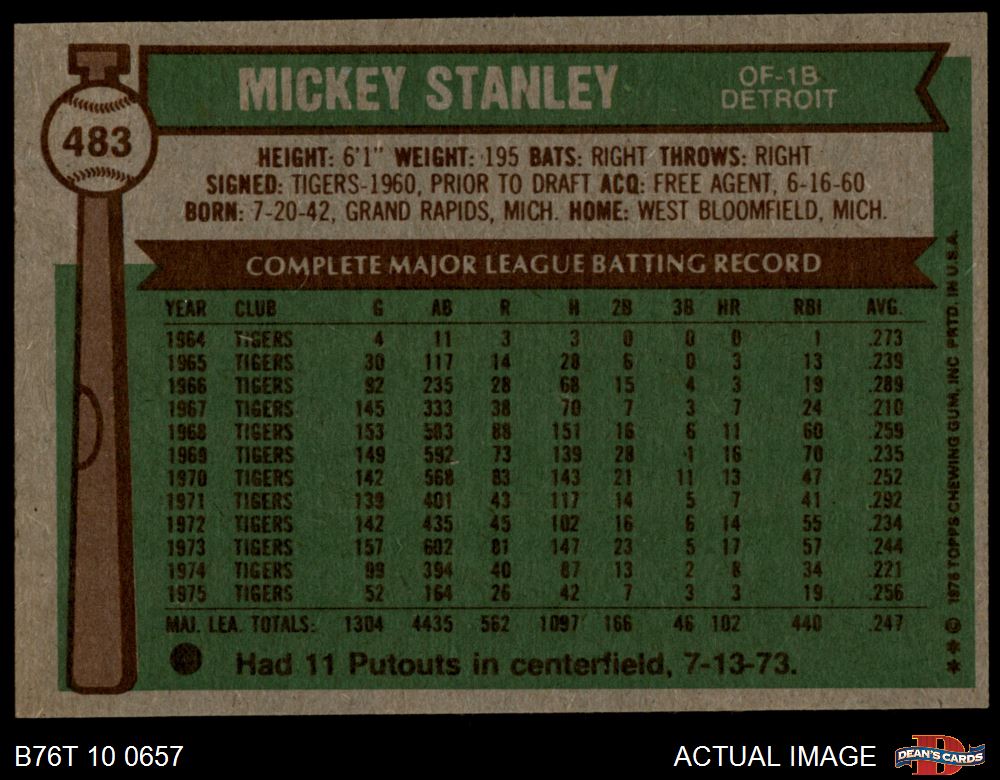 483
MICKEY STANLEY
OF-1B
DETROIT
HEIGHT: 6'1" WEIGHT: 195 BATS: RIGHT THROWS: RIGHT
SIGNED: TIGERS-1960, PRIOR TO DRAFT ACQ: FREE AGENT, 6-16-60
BORN: 7-20-42, GRAND RAPIDS, MICH. HOME: WEST BLOOMFIELD, MICH.
COMPLETE MAJOR LEAGUE BATTING RECORD
YEAR CLUB G AB R H 2B 3B HR RBI AVG.
1964 TIGERS 4 11 3 3 0 0 0 1 .273
1965 TIGERS 30 117 14 28 6 0 3 13 .239
1966 TIGERS 92 235 28 68 15 4 3 19 .289
1967 TIGERS 145 333 38 70 7 3 7 24 .210
1968 TIGERS 153 583 88 151 16 6 11 60 .259
1969 TIGERS 149 592 73 139 28 1 16 70 .235
1970 TIGERS 142 568 83 143 21 11 13 47 .252
1971 TIGERS 139 401 43 117 14 5 7 41 .292
1972 TIGERS 142 435 45 102 16 6 14 55 .234
1973 TIGERS 157 602 81 147 23 5 17 57 .244
1974 TIGERS 99 394 40 87 13 2 8 34 .221
1975 TIGERS 52 164 26 42 7 3 3 19 .256
MAJ. LEA. TOTALS: 1304 4435 562 1097 166 46 102 440 .247
Had 11 Putouts in centerfield, 7-13-73.
** © 1976 TOPPS CHEWING GUM, INC PRTD. IN U.S.A.
B76T 10 0657
ACTUAL IMAGE
DEAN'S CARDS